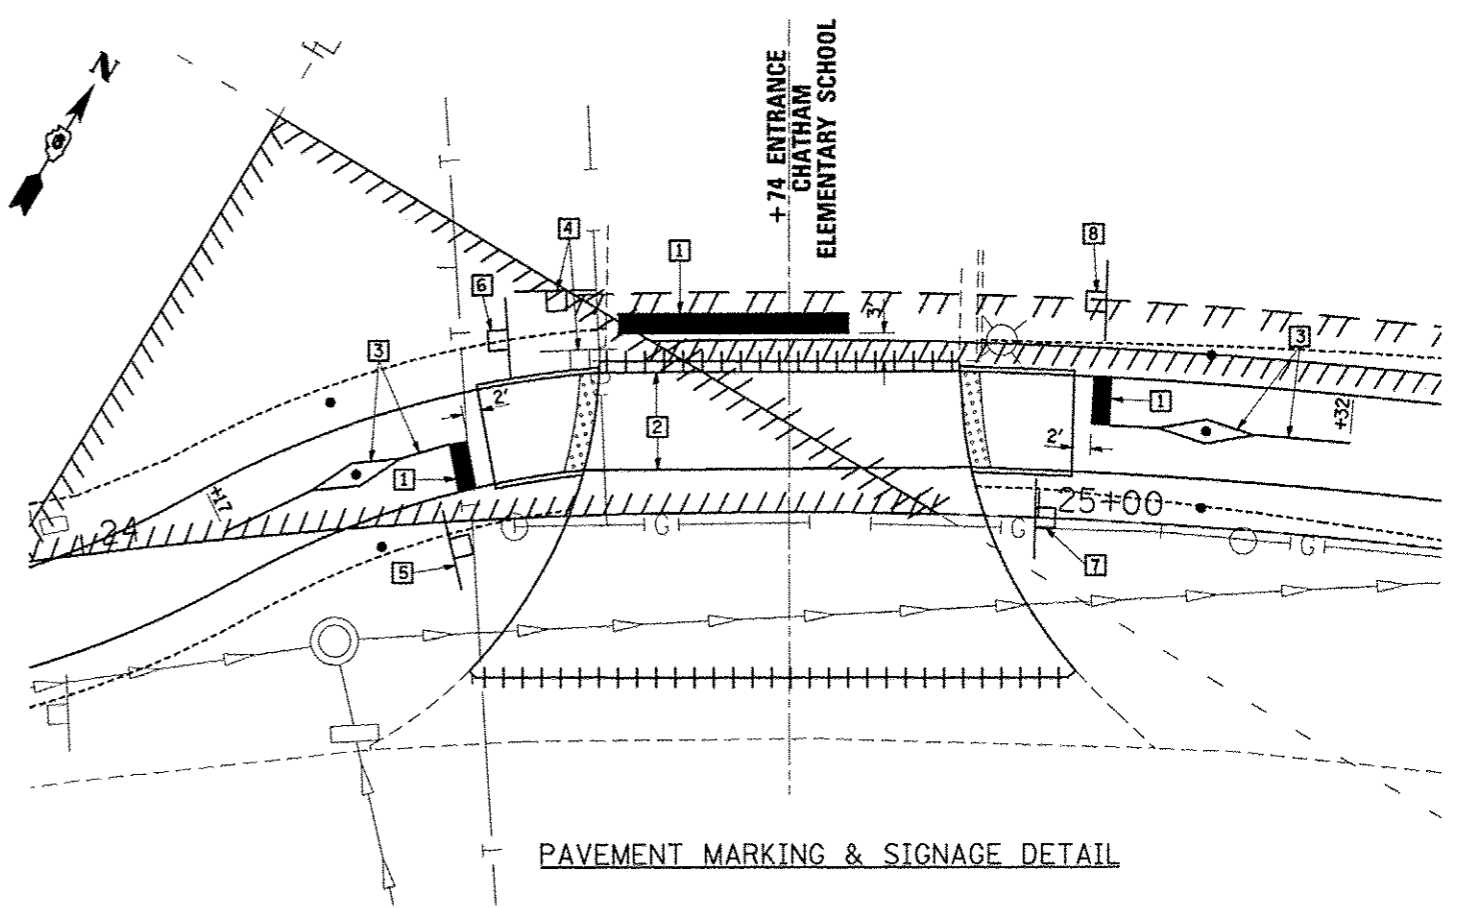 N
+74 ENTRANCE
CHATHAM
ELEMENTARY SCHOOL
4
1
8
6
3'
3
3
2'
1
+32
2
2'
1
+17
24
25+00
G
G
G
5
7
PAVEMENT MARKING & SIGNAGE DETAIL